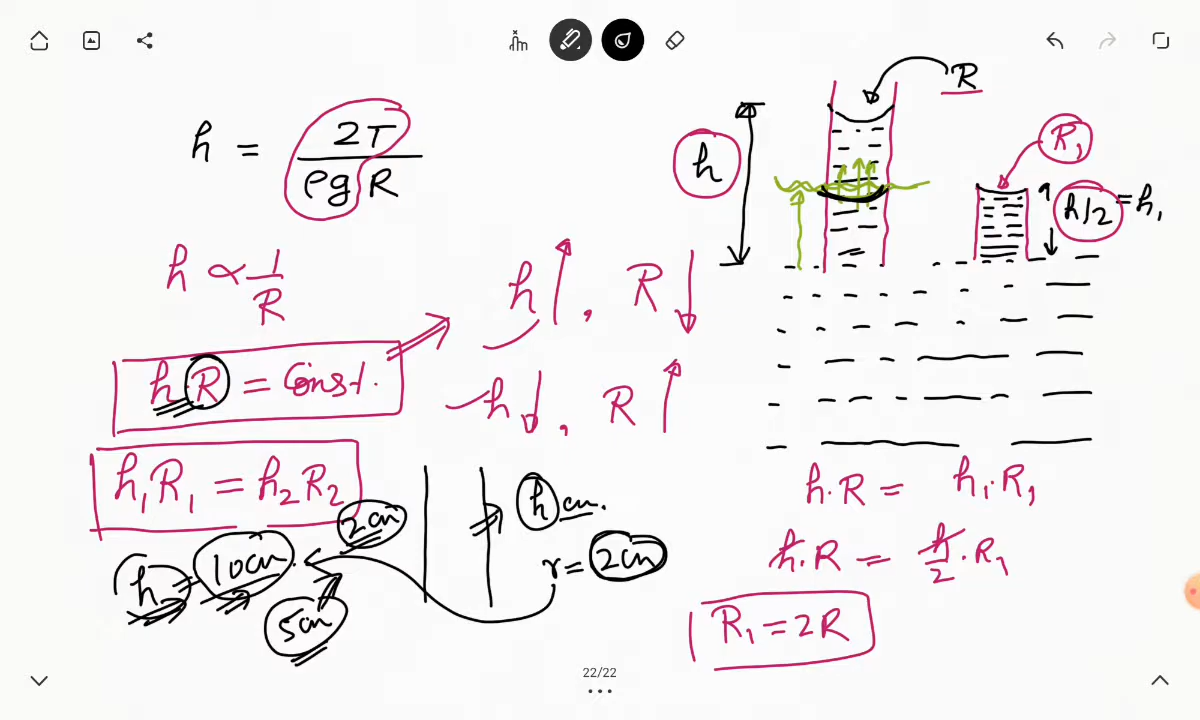 h = 2T / ρg R
h ∝ 1/R
h R = Const.
h↑, R↓
h↓, R↑
h₁R₁ = h₂R₂
h = 10cm.
2cm
5cm
h cm.
r = 2cm
R
h
R₁
h/2 = h₁
h·R = h₁·R₁
h·R = h/2·R₁
R₁ = 2R
22/22